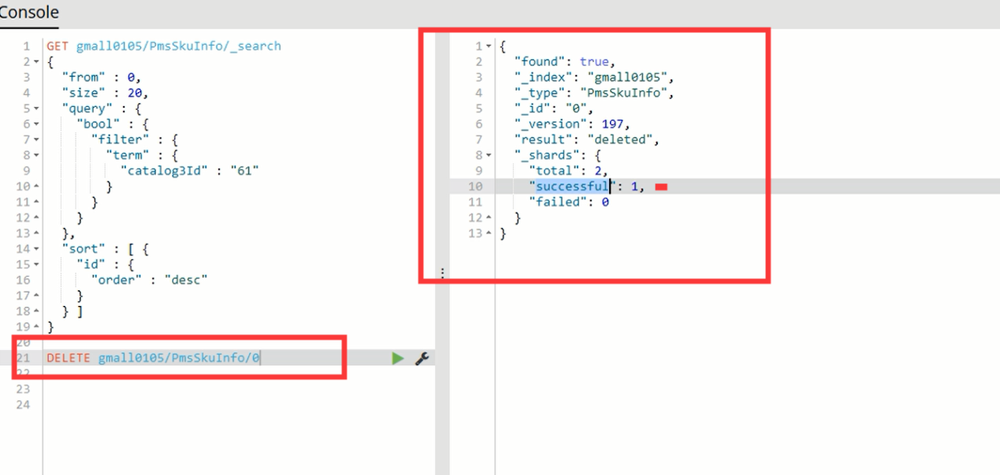 Console
1 GET gmall0105/PmsSkuInfo/_search
2 {
3 "from" : 0,
4 "size" : 20,
5 "query" : {
6 "bool" : {
7 "filter" : {
8 "term" : {
9 "catalog3Id" : "61"
10 }
11 }
12 }
13 },
14 "sort" : [ {
15 "id" : {
16 "order" : "desc"
17 }
18 } ]
19 }
20
21 DELETE gmall0105/PmsSkuInfo/0
22
23
24
1 {
2 "found": true,
3 "_index": "gmall0105",
4 "_type": "PmsSkuInfo",
5 "_id": "0",
6 "_version": 197,
7 "result": "deleted",
8 "_shards": {
9 "total": 2,
10 "successful": 1,
11 "failed": 0
12 }
13 }